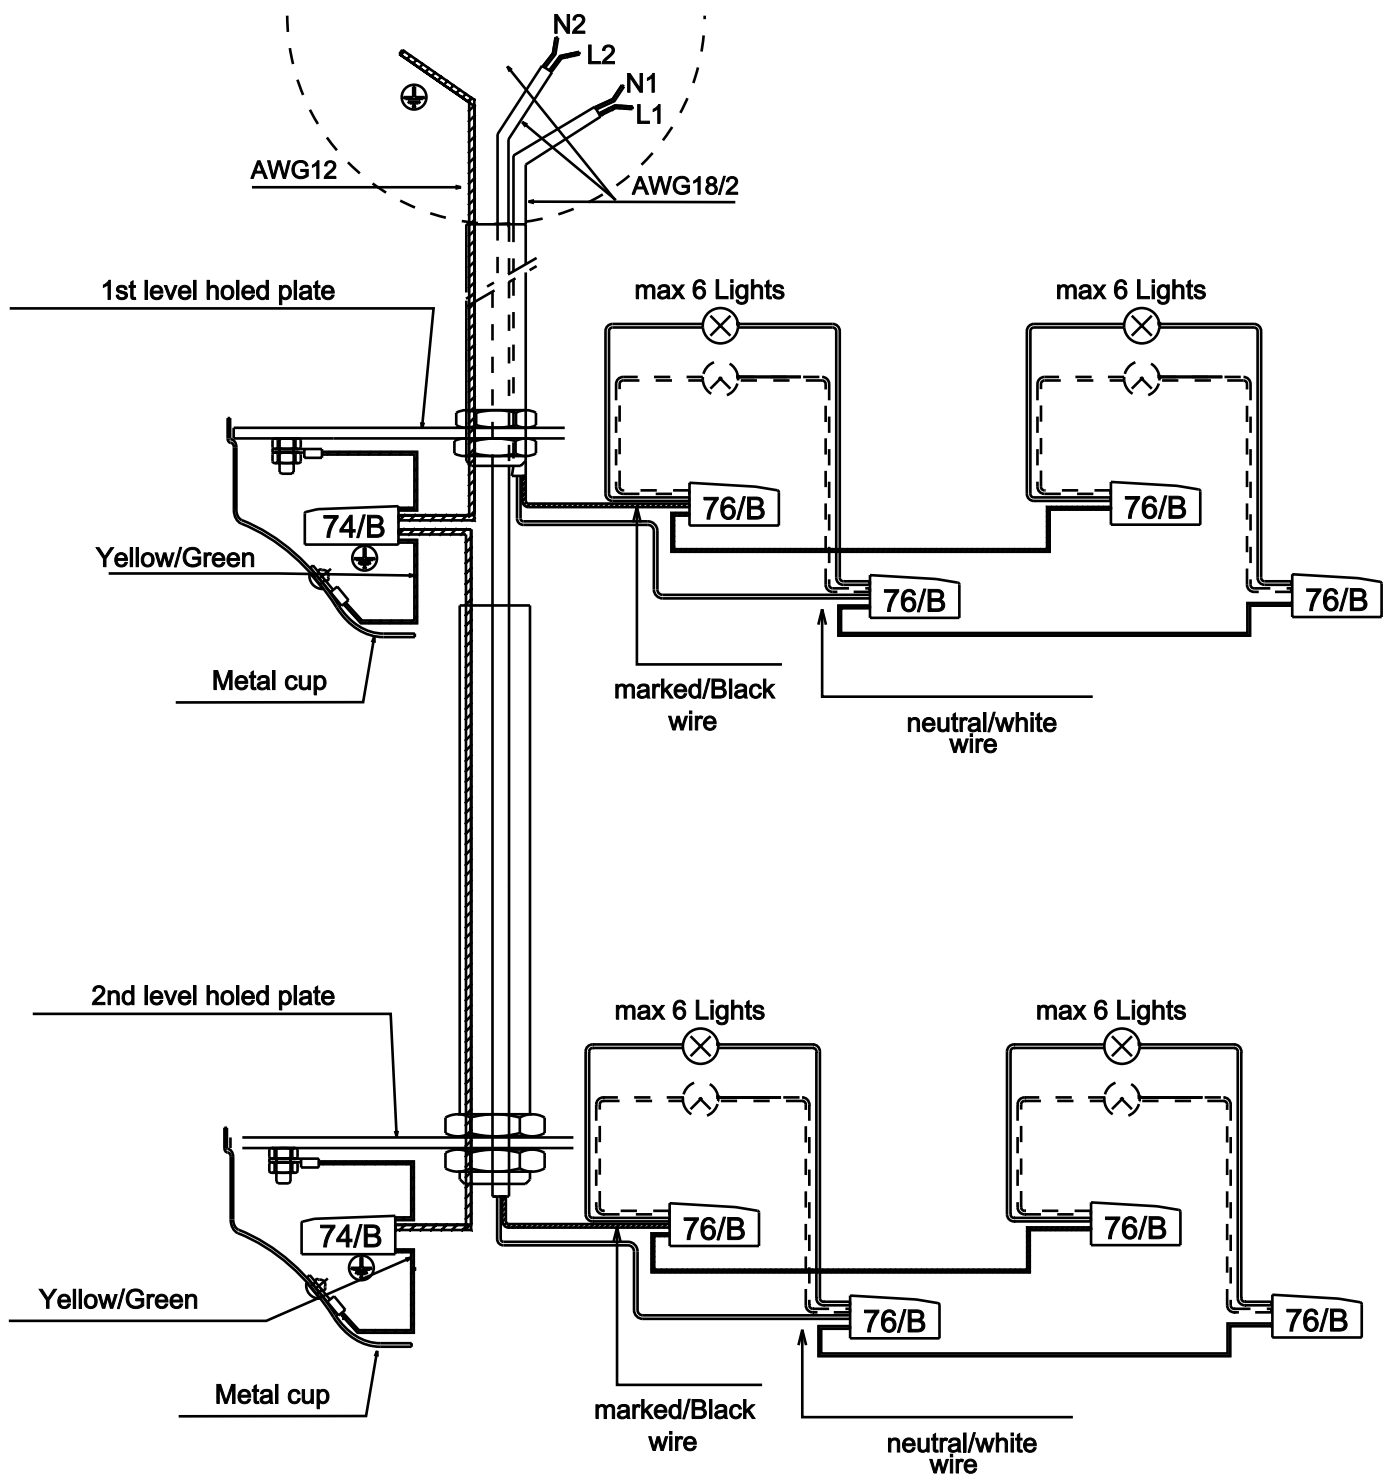 N2
L2
N1
L1
AWG12
AWG18/2
1st level holed plate
max 6 Lights
max 6 Lights
74/B
76/B
76/B
Yellow/Green
76/B
76/B
Metal cup
marked/Black
wire
neutral/white
wire
2nd level holed plate
max 6 Lights
max 6 Lights
74/B
76/B
76/B
Yellow/Green
76/B
76/B
Metal cup
marked/Black
wire
neutral/white
wire